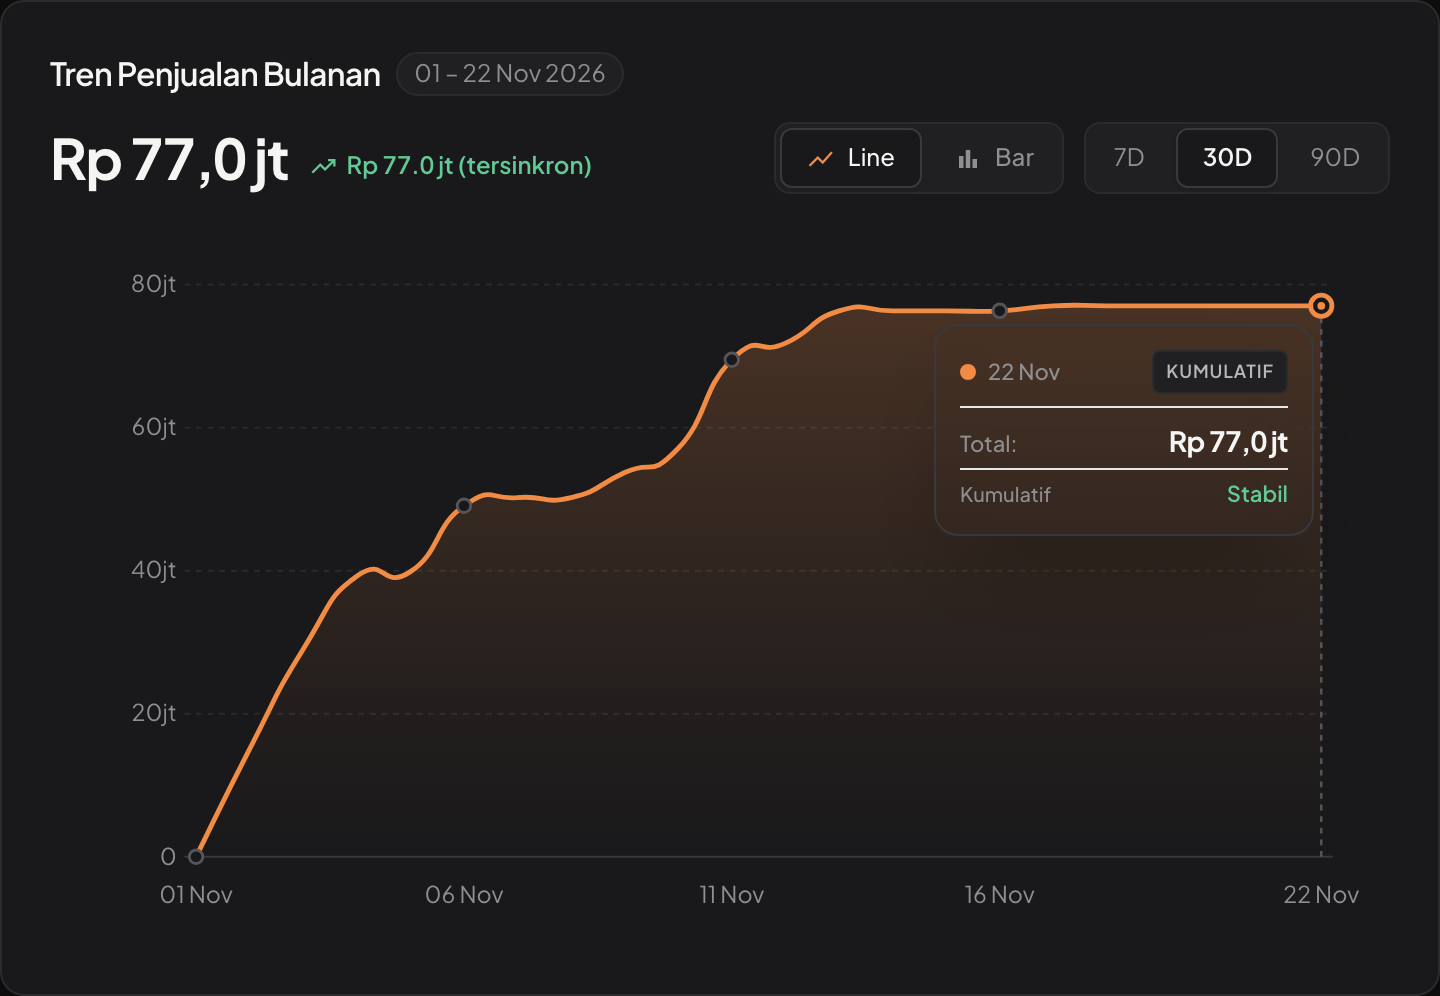 Tren Penjualan Bulanan 01 – 22 Nov 2026
Rp 77,0 jt Rp 77.0 jt (tersinkron) Line Bar 7D 30D 90D
80jt
22 Nov KUMULATIF
60jt
Total: Rp 77,0 jt
Kumulatif Stabil
40jt
20jt
0
01 Nov 06 Nov 11 Nov 16 Nov 22 Nov